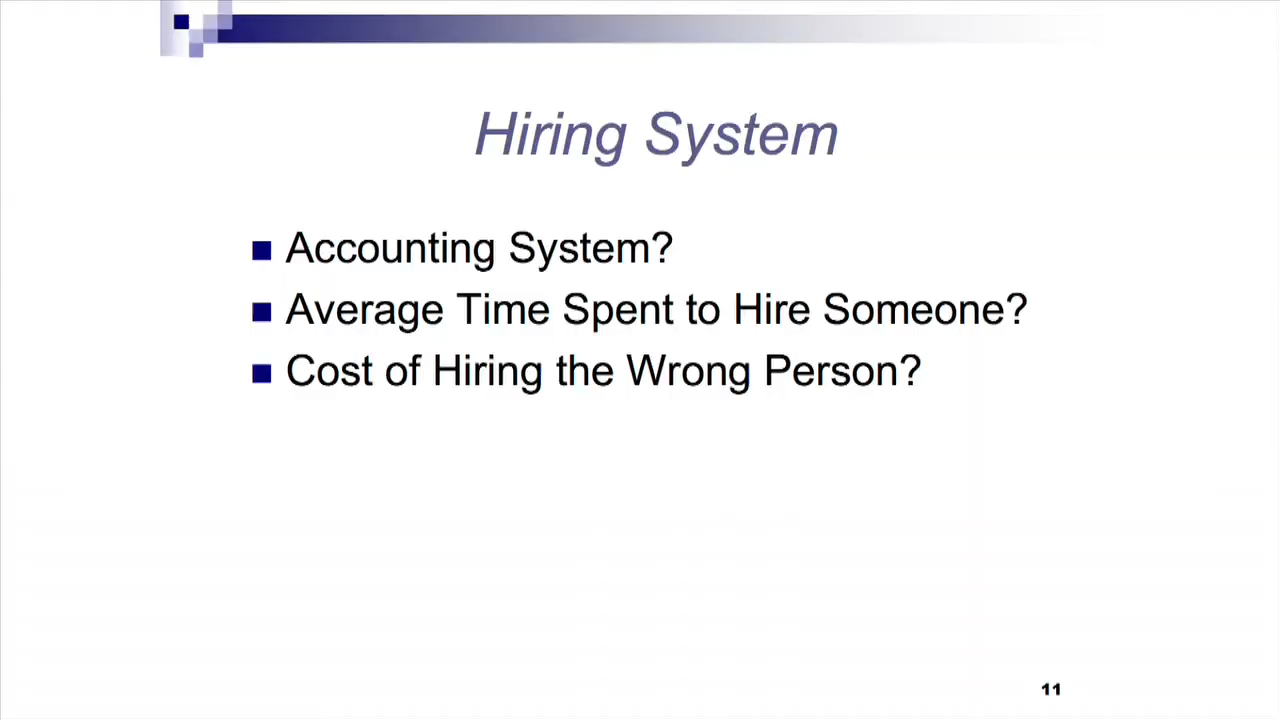 Hiring System
Accounting System?
Average Time Spent to Hire Someone?
Cost of Hiring the Wrong Person?
11